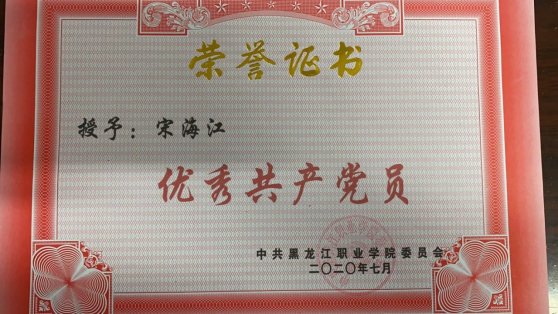 荣誉证书
授予：宋海江
优秀共产党员
中共黑龙江职业学院委员会
二〇二〇年七月